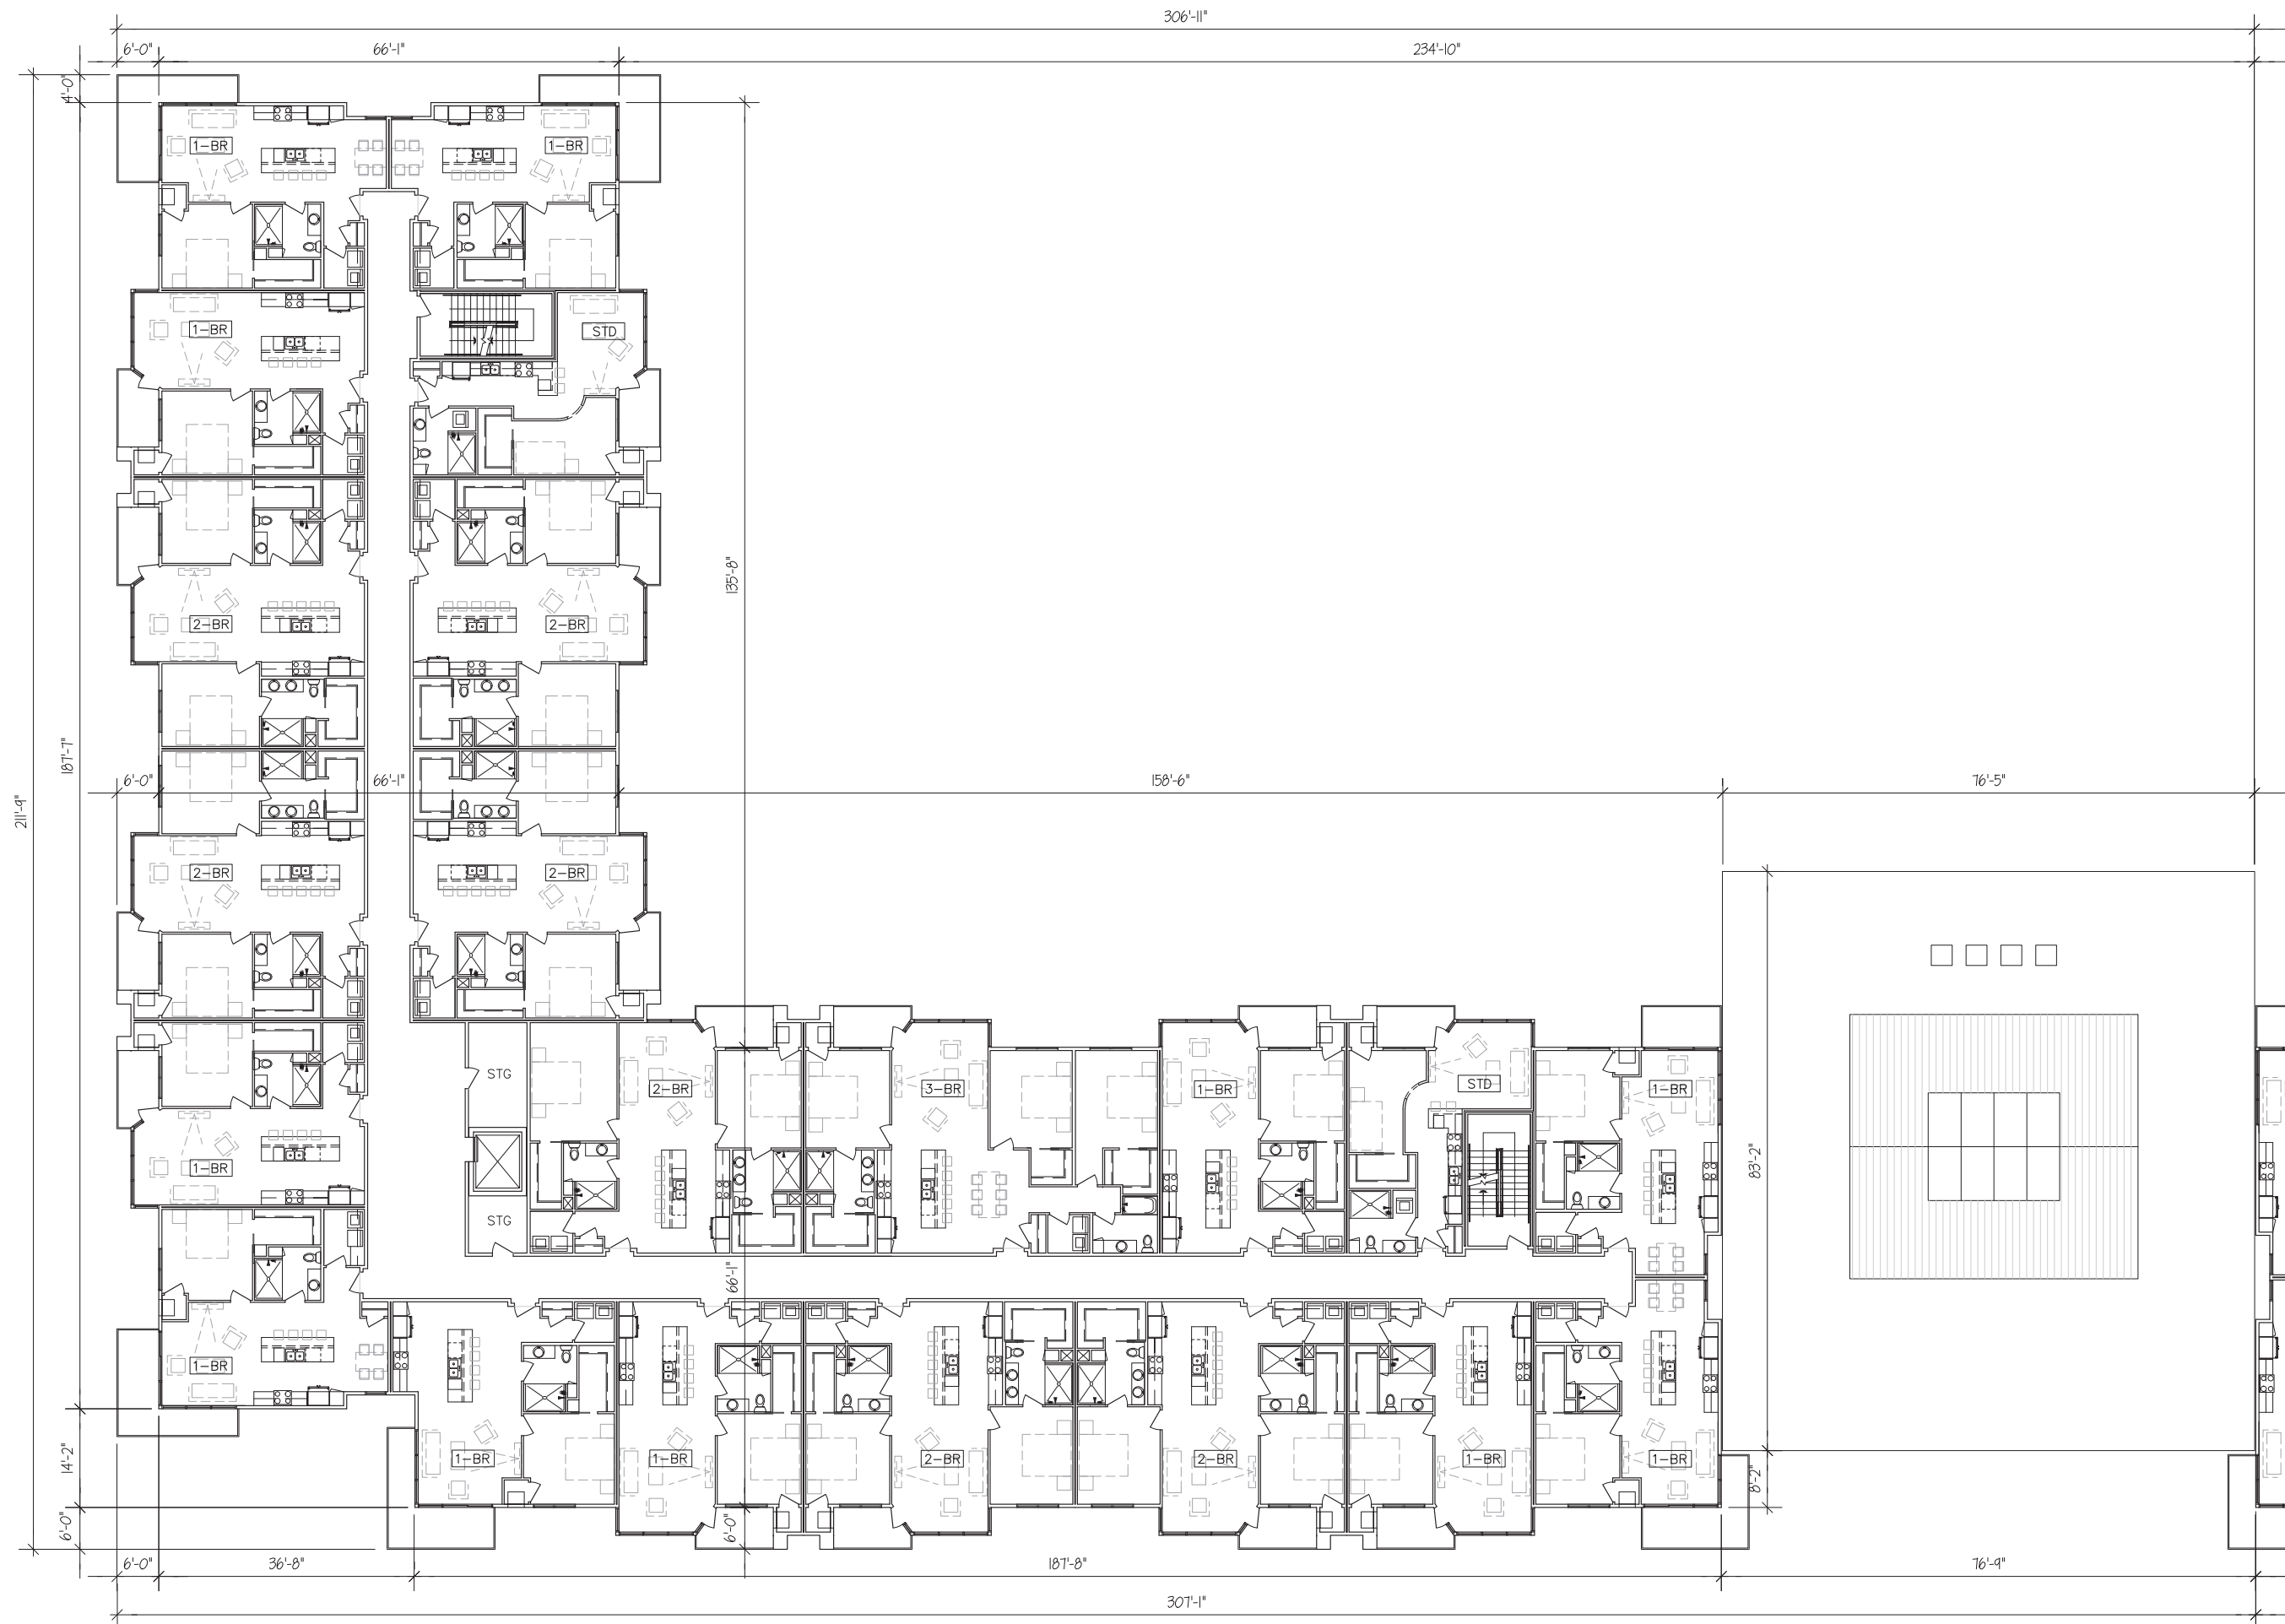 306'-11"
6'-0" 66'-1" 234'-10"
4'-0"
1-BR 1-BR
1-BR STD
135'-8"
2-BR 2-BR
187'-7"
211'-9"
6'-0" 66'-1" 158'-6" 76'-5"
2-BR 2-BR
STG 2-BR 3-BR 1-BR STD 1-BR
1-BR 83'-2"
STG
66'-1"
1-BR
14'-2" 1-BR 1-BR 2-BR 2-BR 1-BR 1-BR 8'-2"
6'-0" 6'-0"
6'-0" 36'-8" 187'-8" 76'-9"
307'-1"